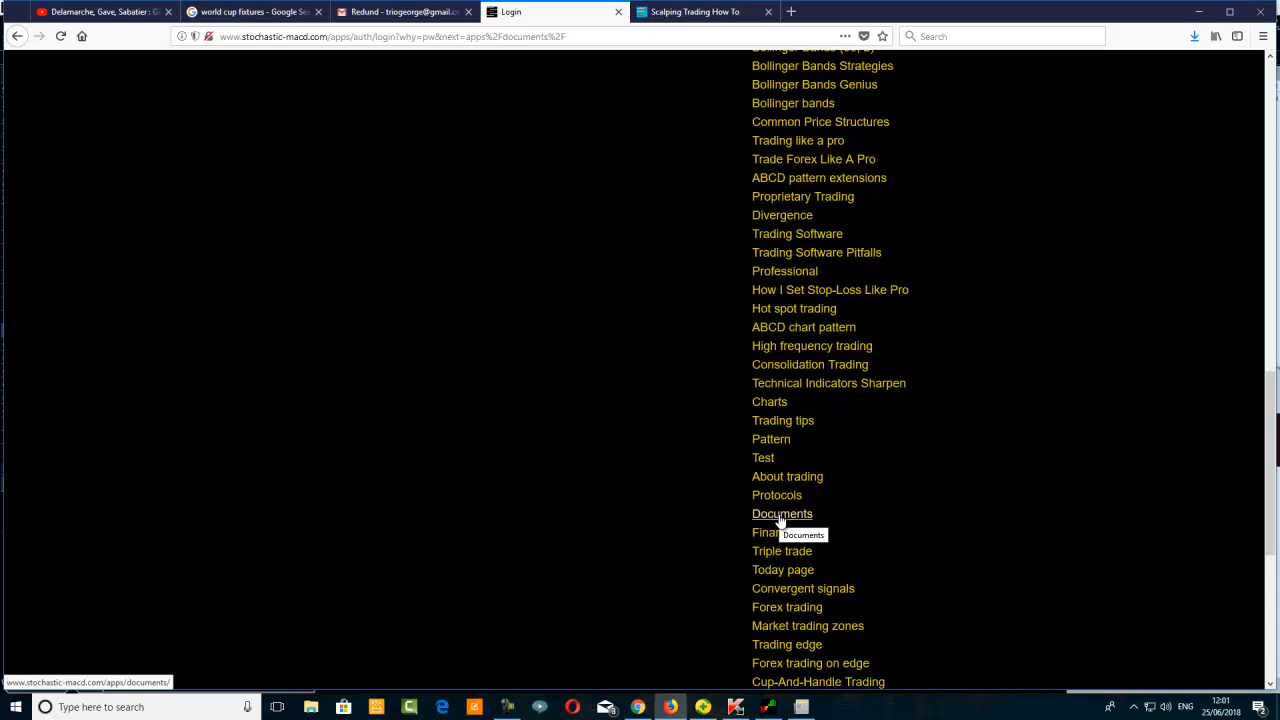 Delamarche, Gave, Sabatier : G
world cup fixtures - Google Sear
Redund - triogeorge@gmail.co
Login
Scalping Trading How To
www.stochastic-macd.com/apps/auth/login?why=pw&next=apps%2Fdocuments%2F
Search
Bollinger Bands Strategies
Bollinger Bands Genius
Bollinger bands
Common Price Structures
Trading like a pro
Trade Forex Like A Pro
ABCD pattern extensions
Proprietary Trading
Divergence
Trading Software
Trading Software Pitfalls
Professional
How I Set Stop-Loss Like Pro
Hot spot trading
ABCD chart pattern
High frequency trading
Consolidation Trading
Technical Indicators Sharpen
Charts
Trading tips
Pattern
Test
About trading
Protocols
Documents
Finan
Documents
Triple trade
Today page
Convergent signals
Forex trading
Market trading zones
Trading edge
Forex trading on edge
Cup-And-Handle Trading
www.stochastic-macd.com/apps/documents/
Type here to search
ENG
12:01
25/06/2018